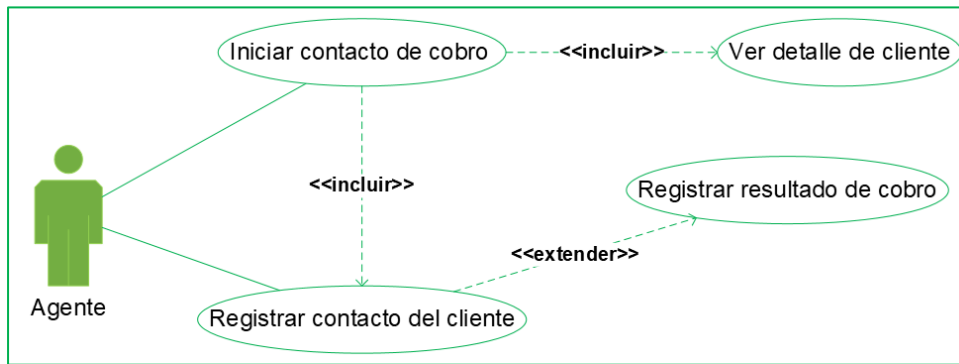 Iniciar contacto de cobro
<<incluir>>
Ver detalle de cliente
<<incluir>>
Registrar resultado de cobro
<<extender>>
Agente
Registrar contacto del cliente